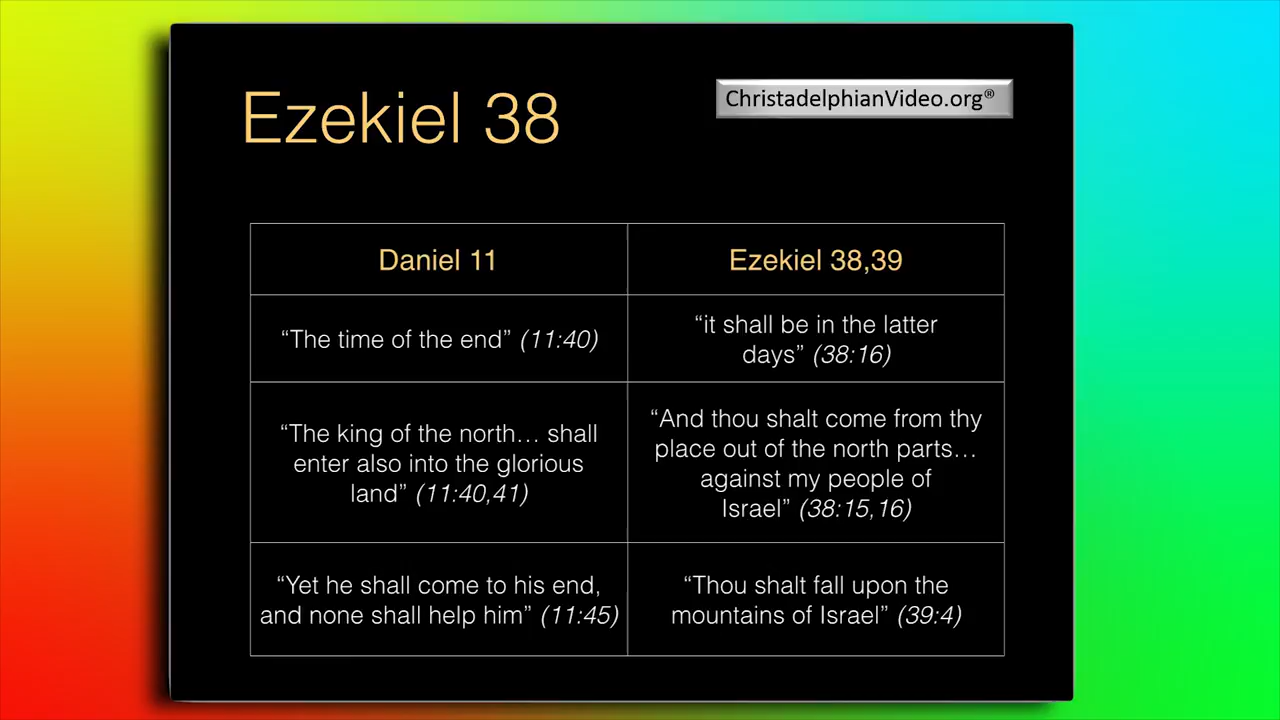 Ezekiel 38
ChristadelphianVideo.org®
Daniel 11
Ezekiel 38,39
“The time of the end” (11:40)
“it shall be in the latter
days” (38:16)
“The king of the north… shall
enter also into the glorious
land” (11:40,41)
“And thou shalt come from thy
place out of the north parts…
against my people of
Israel” (38:15,16)
“Yet he shall come to his end,
and none shall help him” (11:45)
“Thou shalt fall upon the
mountains of Israel” (39:4)